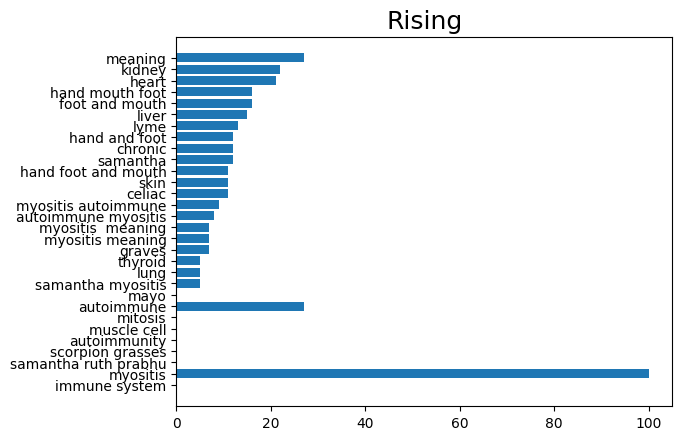 Rising
meaning
kidney
heart
hand mouth foot
foot and mouth
liver
lyme
hand and foot
chronic
samantha
hand foot and mouth
skin
celiac
myositis autoimmune
autoimmune myositis
myositis  meaning
myositis meaning
graves
thyroid
lung
samantha myositis
mayo
autoimmune
mitosis
muscle cell
autoimmunity
scorpion grasses
samantha ruth prabhu
myositis
immune system
0 20 40 60 80 100